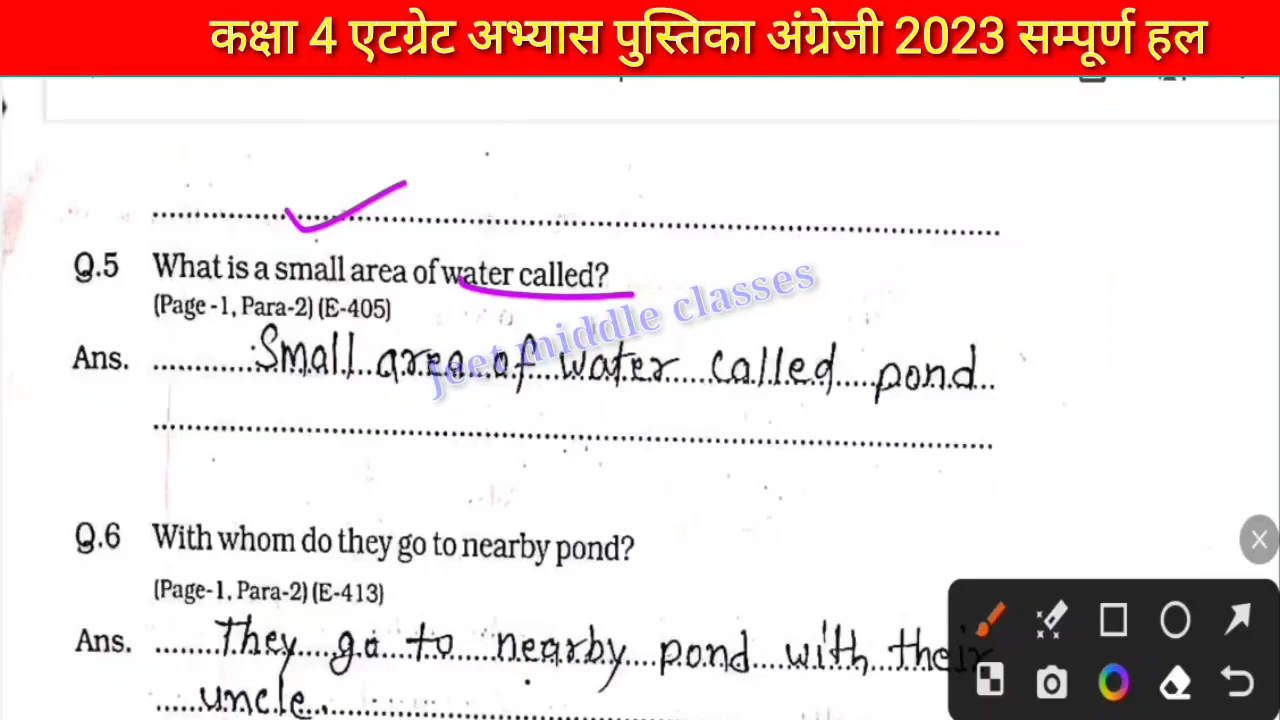 कक्षा 4 एटग्रेट अभ्यास पुस्तिका अंग्रेजी 2023 सम्पूर्ण हल
Q.5 What is a small area of water called?
(Page -1, Para-2) (E-405)
jeet middle classes
Ans. Small area of water called pond
Q.6 With whom do they go to nearby pond?
(Page-1, Para-2) (E-413)
Ans. They go to nearby pond with their
uncle.